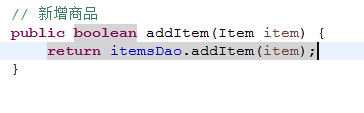 // 新增商品
public boolean addItem(Item item) {
    return itemsDao.addItem(item);
}